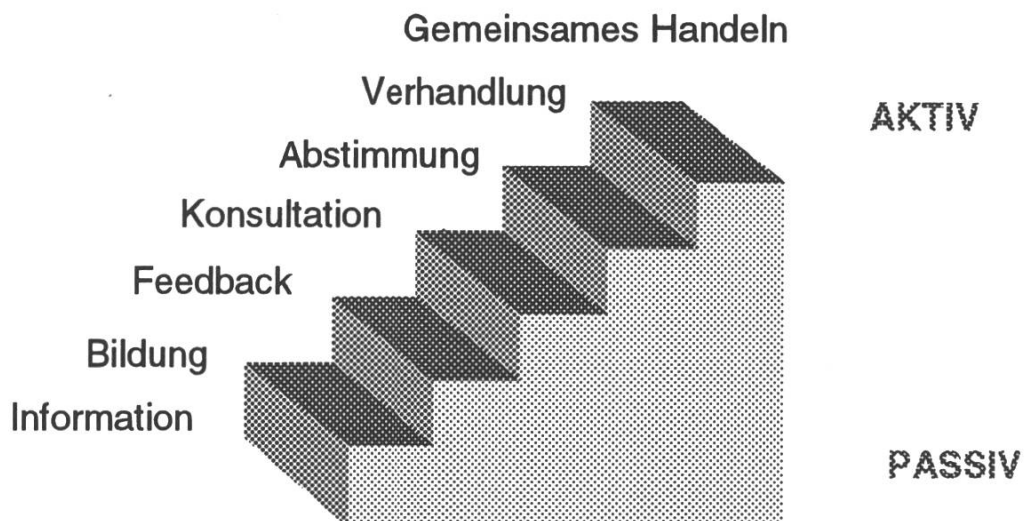 Gemeinsames Handeln
Verhandlung
AKTIV
Abstimmung
Konsultation
Feedback
Bildung
Information
PASSIV